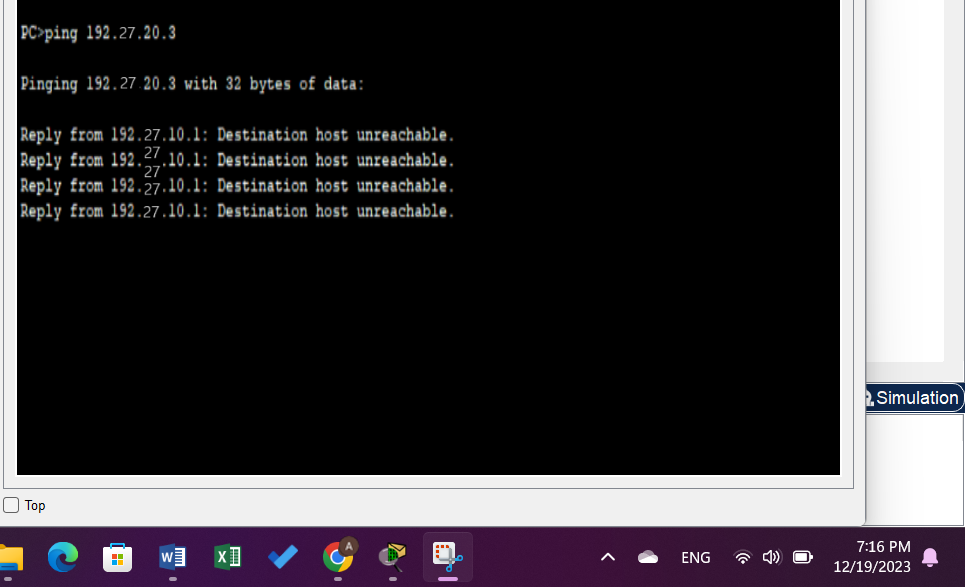 PC>ping 192.27.20.3
Pinging 192.27 20.3 with 32 bytes of data:
Reply from 192.27.10.1: Destination host unreachable.
Reply from 192.27.10.1: Destination host unreachable.
27
Reply from 192.27.10.1: Destination host unreachable.
Reply from 192.27.10.1: Destination host unreachable.
Simulation
Top
W
X
A
ENG
7:16 PM
12/19/2023